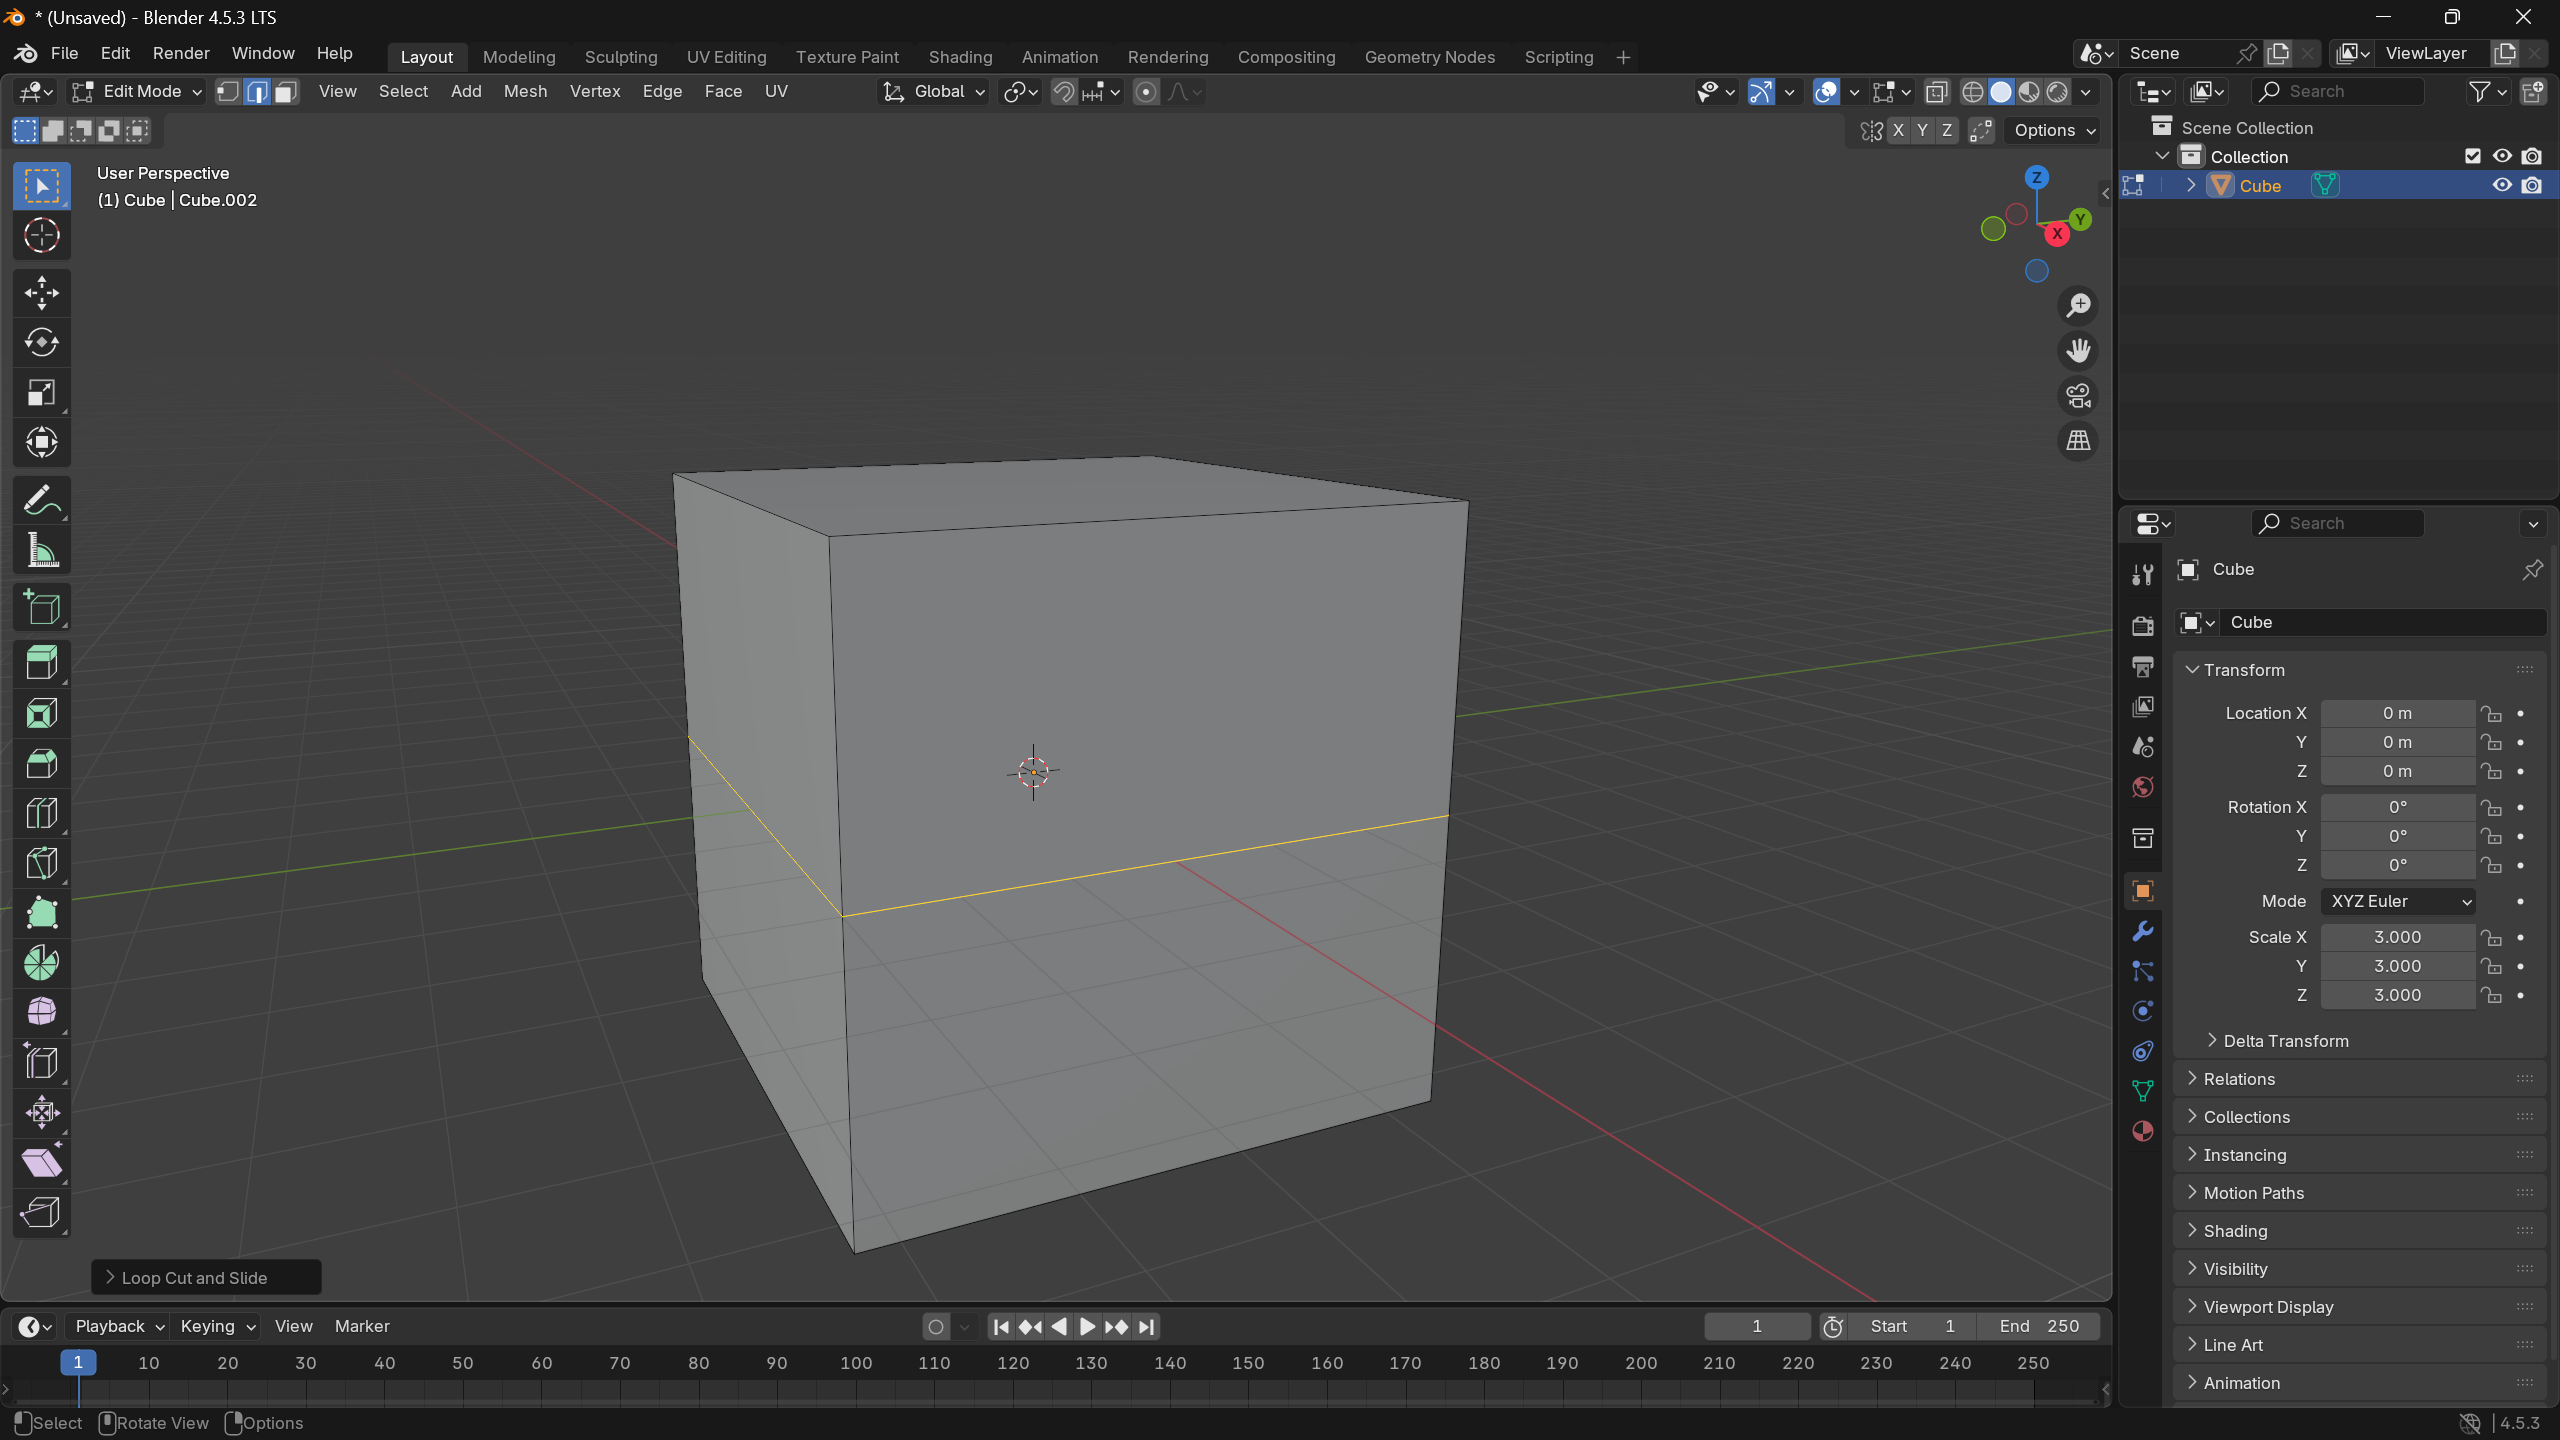 * (Unsaved) - Blender 4.5.3 LTS
File Edit Render Window Help Layout Modeling Sculpting UV Editing Texture Paint Shading Animation Rendering Compositing Geometry Nodes Scripting + Scene ViewLayer
Edit Mode View Select Add Mesh Vertex Edge Face UV Global
X Y Z Options
User Perspective
(1) Cube | Cube.002
Z
Y
X
Loop Cut and Slide
Search
Scene Collection
Collection
Cube
Search
Cube
Cube
Transform
Location X 0 m
Y 0 m
Z 0 m
Rotation X 0°
Y 0°
Z 0°
Mode XYZ Euler
Scale X 3.000
Y 3.000
Z 3.000
Delta Transform
Relations
Collections
Instancing
Motion Paths
Shading
Visibility
Viewport Display
Line Art
Animation
Playback Keying View Marker 1 Start 1 End 250
1 10 20 30 40 50 60 70 80 90 100 110 120 130 140 150 160 170 180 190 200 210 220 230 240 250
Select Rotate View Options 4.5.3